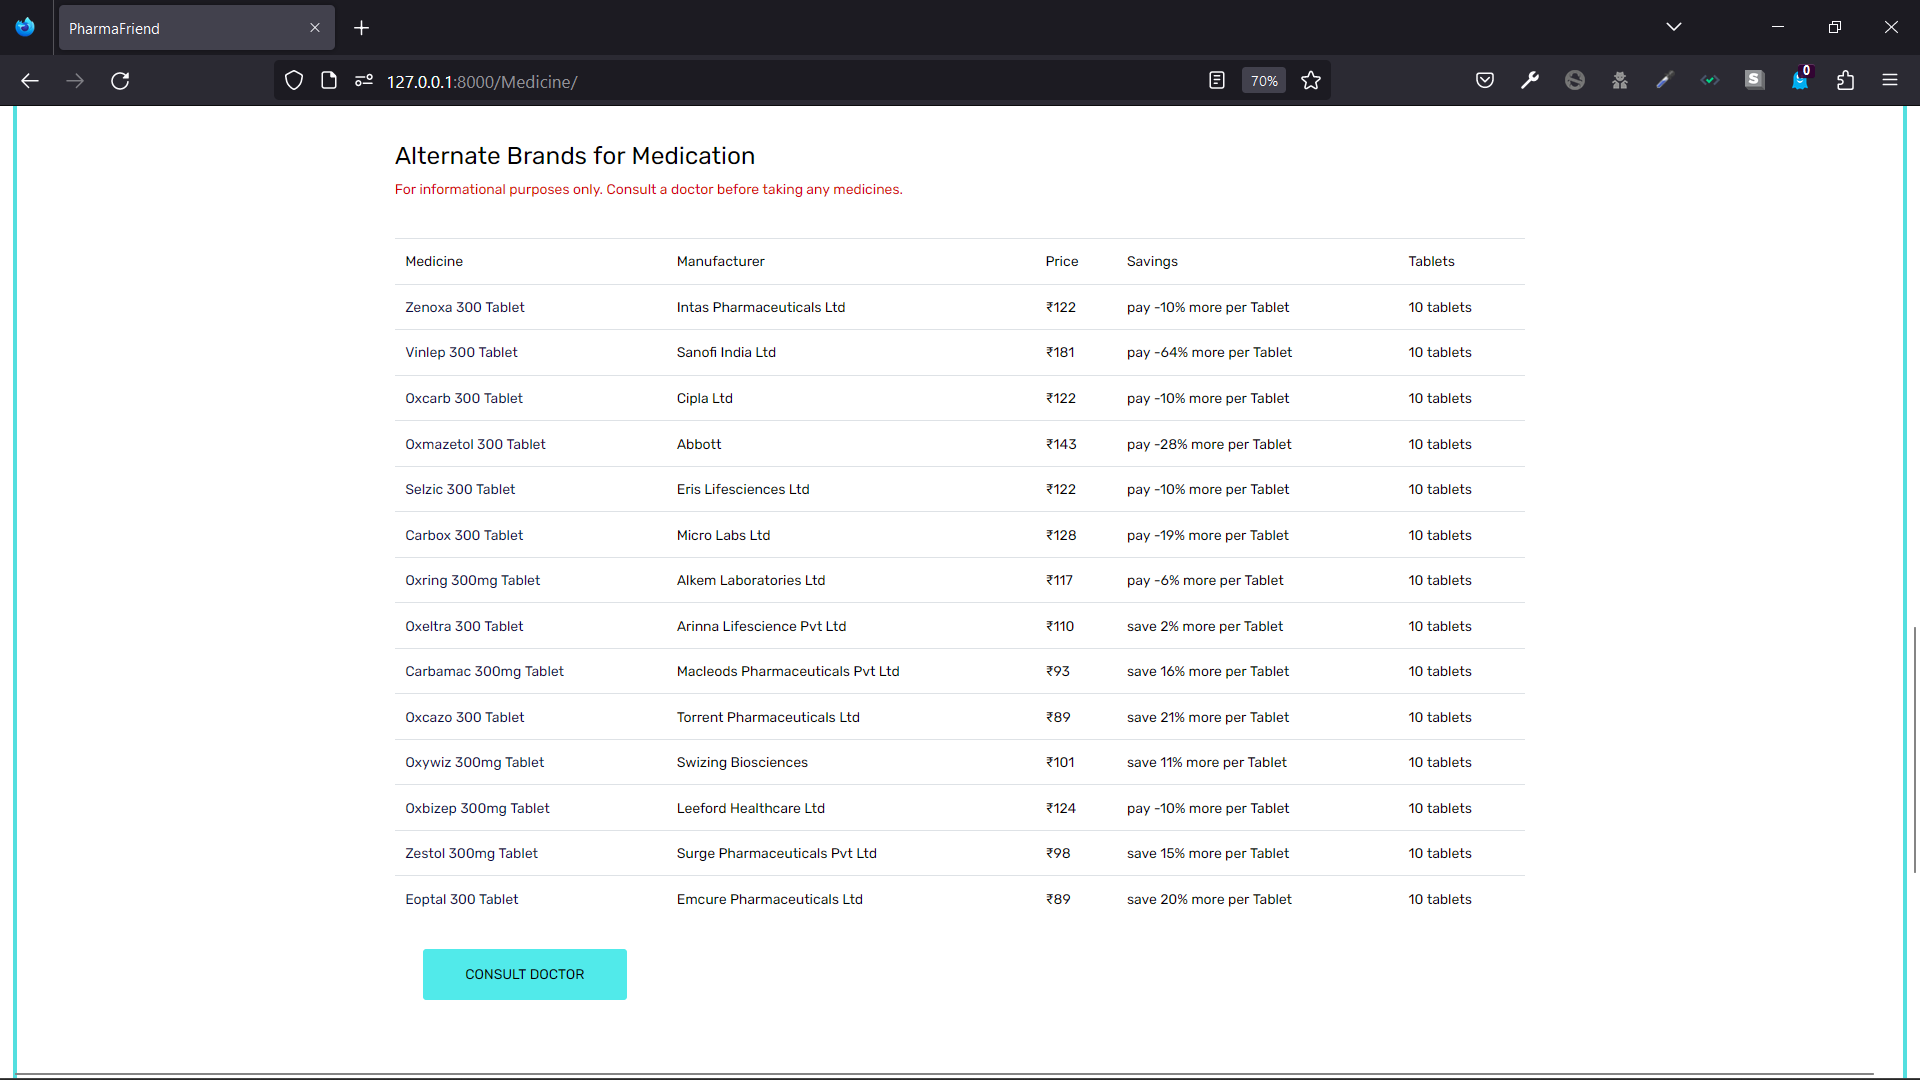 PharmaFriend
127.0.0.1:8000/Medicine/
70%
S
0
Alternate Brands for Medication
For informational purposes only. Consult a doctor before taking any medicines.
Medicine Manufacturer Price Savings Tablets
Zenoxa 300 Tablet Intas Pharmaceuticals Ltd ₹122 pay -10% more per Tablet 10 tablets
Vinlep 300 Tablet Sanofi India Ltd ₹181 pay -64% more per Tablet 10 tablets
Oxcarb 300 Tablet Cipla Ltd ₹122 pay -10% more per Tablet 10 tablets
Oxmazetol 300 Tablet Abbott ₹143 pay -28% more per Tablet 10 tablets
Selzic 300 Tablet Eris Lifesciences Ltd ₹122 pay -10% more per Tablet 10 tablets
Carbox 300 Tablet Micro Labs Ltd ₹128 pay -19% more per Tablet 10 tablets
Oxring 300mg Tablet Alkem Laboratories Ltd ₹117 pay -6% more per Tablet 10 tablets
Oxeltra 300 Tablet Arinna Lifescience Pvt Ltd ₹110 save 2% more per Tablet 10 tablets
Carbamac 300mg Tablet Macleods Pharmaceuticals Pvt Ltd ₹93 save 16% more per Tablet 10 tablets
Oxcazo 300 Tablet Torrent Pharmaceuticals Ltd ₹89 save 21% more per Tablet 10 tablets
Oxywiz 300mg Tablet Swizing Biosciences ₹101 save 11% more per Tablet 10 tablets
Oxbizep 300mg Tablet Leeford Healthcare Ltd ₹124 pay -10% more per Tablet 10 tablets
Zestol 300mg Tablet Surge Pharmaceuticals Pvt Ltd ₹98 save 15% more per Tablet 10 tablets
Eoptal 300 Tablet Emcure Pharmaceuticals Ltd ₹89 save 20% more per Tablet 10 tablets
CONSULT DOCTOR